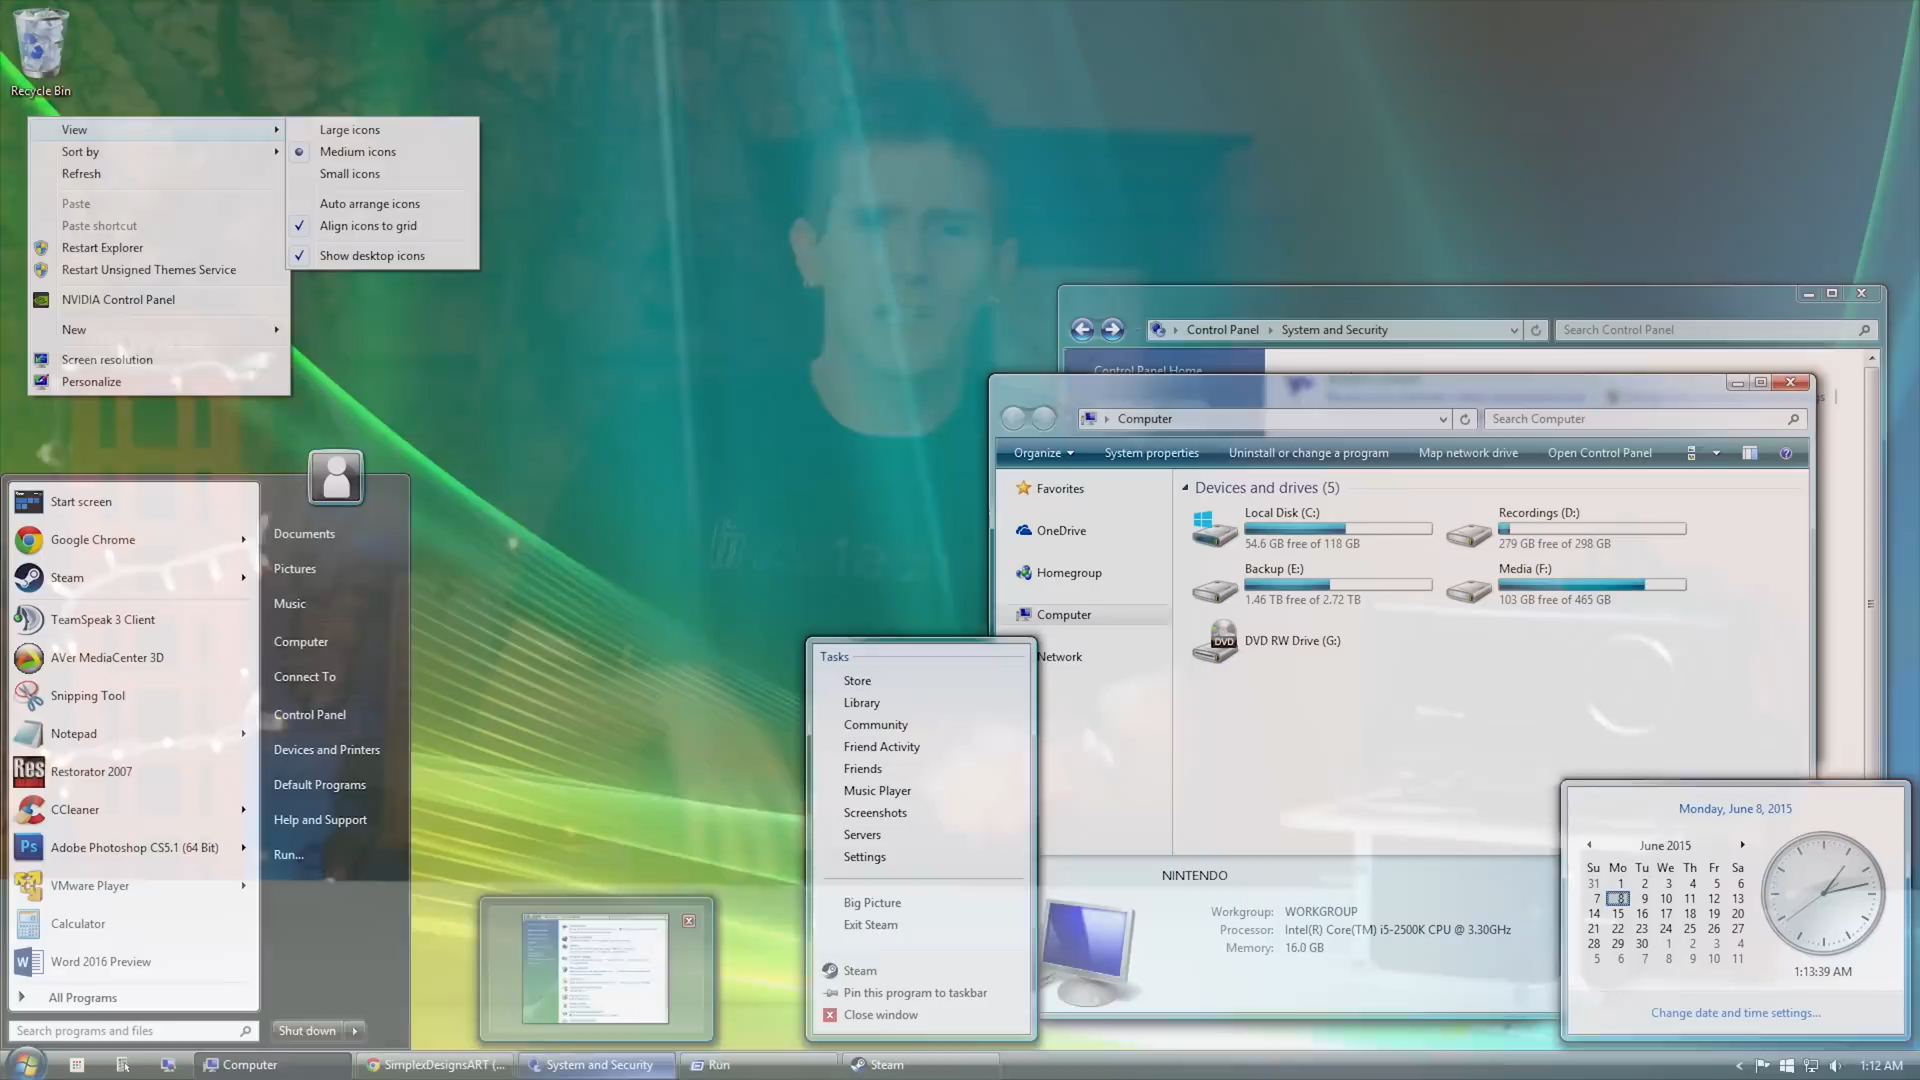 Recycle Bin
View
Sort by
Refresh
Paste
Paste shortcut
Restart Explorer
Restart Unsigned Themes Service
NVIDIA Control Panel
New
Screen resolution
Personalize
Large icons
Medium icons
Small icons
Auto arrange icons
Align icons to grid
Show desktop icons
Control Panel
System and Security
Search Control Panel
Control Panel Home
Computer
Search Computer
Organize
System properties
Uninstall or change a program
Map network drive
Open Control Panel
Favorites
OneDrive
Homegroup
Computer
Network
Devices and drives (5)
Local Disk (C:)
54.6 GB free of 118 GB
Recordings (D:)
279 GB free of 298 GB
Backup (E:)
1.46 TB free of 2.72 TB
Media (F:)
103 GB free of 465 GB
DVD
DVD RW Drive (G:)
NINTENDO
Workgroup: WORKGROUP
Processor: Intel(R) Core(TM) i5-2500K CPU @ 3.30GHz
Memory: 16.0 GB
Start screen
Google Chrome
Steam
TeamSpeak 3 Client
AVer MediaCenter 3D
Snipping Tool
Notepad
Res
Restorator 2007
CCleaner
Ps
Adobe Photoshop CS5.1 (64 Bit)
VMware Player
Calculator
W
Word 2016 Preview
All Programs
Search programs and files
Documents
Pictures
Music
Computer
Connect To
Control Panel
Devices and Printers
Default Programs
Help and Support
Run...
Shut down
Tasks
Store
Library
Community
Friend Activity
Friends
Music Player
Screenshots
Servers
Settings
Big Picture
Exit Steam
Steam
Pin this program to taskbar
Close window
Monday, June 8, 2015
June 2015
Su Mo Tu We Th Fr Sa
31 1 2 3 4 5 6
7 8 9 10 11 12 13
14 15 16 17 18 19 20
21 22 23 24 25 26 27
28 29 30 1 2 3 4
5 6 7 8 9 10 11
1:13:39 AM
Change date and time settings...
Computer
SimplexDesignsART (...
System and Security
Run
Steam
1:12 AM